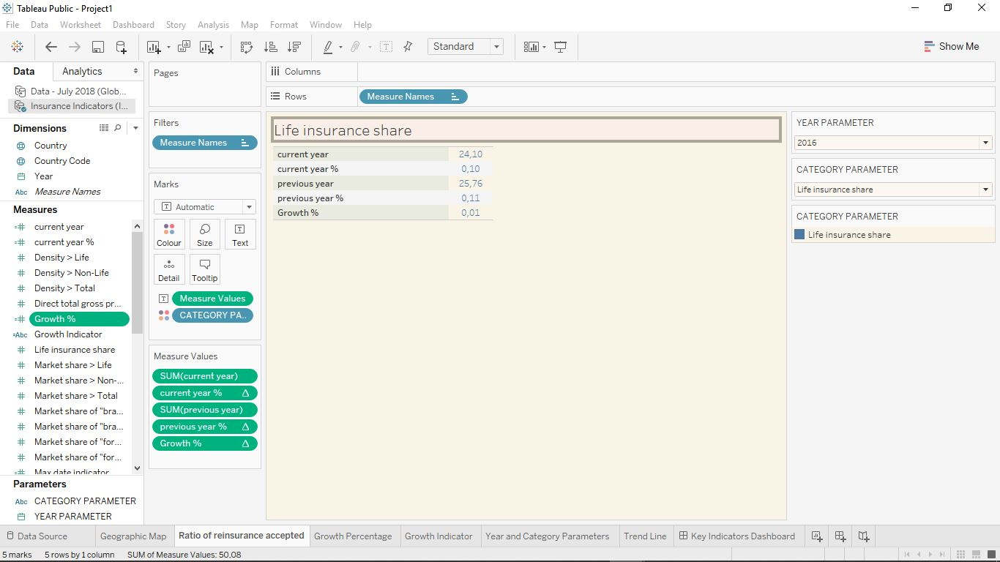 Tableau Public - Project1
File Data Worksheet Dashboard Story Analysis Map Format Window Help
Standard
Show Me
Data
Analytics
Data - July 2018 (Glob...
Insurance Indicators (I...
Dimensions
Country
Country Code
Year
Abc Measure Names
Measures
current year
current year %
Density > Life
Density > Non-Life
Density > Total
Direct total gross pr...
Growth %
=Abc Growth Indicator
Life insurance share
Market share > Life
Market share > Non-...
Market share > Total
Market share of "bra...
Market share of "bra...
Market share of "for...
Market share of "for...
Max date indicator
Parameters
Abc CATEGORY PARAMETER
YEAR PARAMETER
Pages
Filters
Measure Names
Marks
Automatic
Colour Size Text
Detail Tooltip
Measure Values
CATEGORY PA..
Measure Values
SUM(current year)
current year % Δ
SUM(previous year)
previous year % Δ
Growth % Δ
Columns
Rows
Measure Names
Life insurance share
current year 24,10
current year % 0,10
previous year 25,76
previous year % 0,11
Growth % 0,01
YEAR PARAMETER
2016
CATEGORY PARAMETER
Life insurance share
CATEGORY PARAMETER
Life insurance share
Data Source Geographic Map Ratio of reinsurance accepted Growth Percentage Growth Indicator Year and Category Parameters Trend Line Key Indicators Dashboard
5 marks 5 rows by 1 column SUM of Measure Values: 50.08